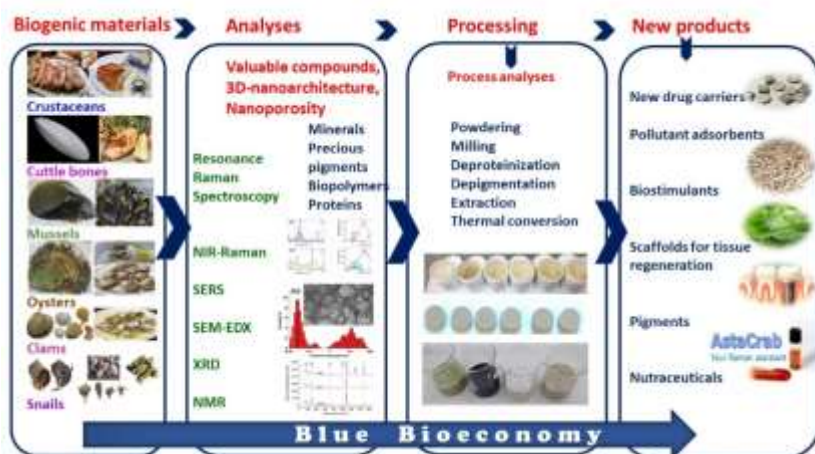 Biogenic materials
Analyses
Processing
New products
Crustaceans
Cuttle bones
Mussels
Oysters
Clams
Snails
Valuable compounds,
3D-nanoarchitecture,
Nanoporosity
Minerals
Precious
pigments
Biopolymers
Proteins
Resonance
Raman
Spectroscopy
NIR-Raman
SERS
SEM-EDX
XRD
NMR
Process analyses
Powdering
Milling
Deproteinization
Depigmentation
Extraction
Thermal conversion
New drug carriers
Pollutant adsorbents
Biostimulants
Scaffolds for tissue
regeneration
Pigments
AstaCrab
Nutraceuticals
Blue Bioeconomy